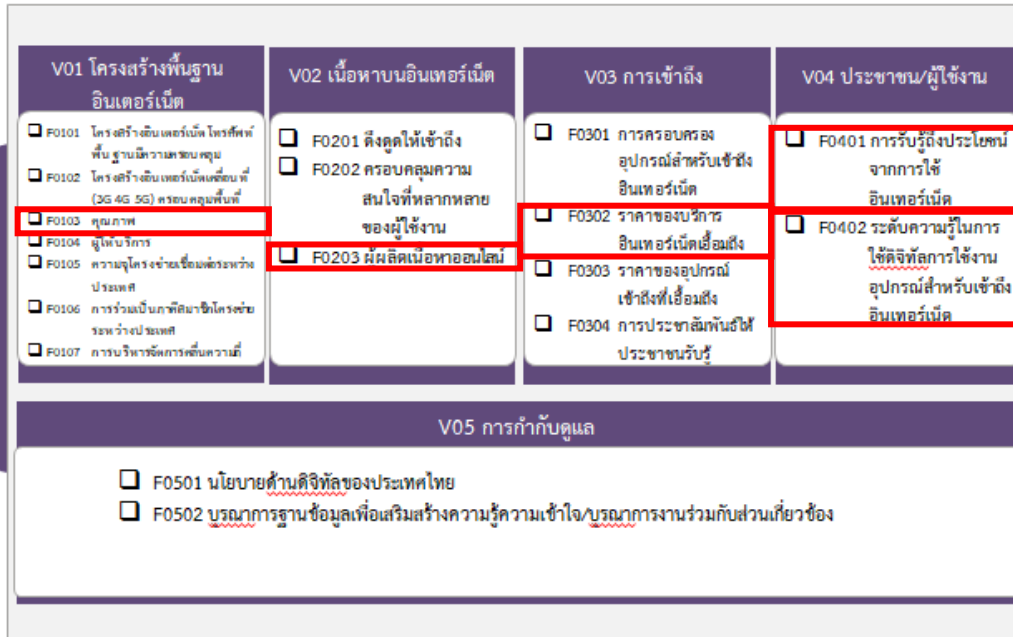 V01 โครงสร้างพื้นฐาน
อินเตอร์เน็ต
F0101 โครงสร้างอินเทอร์เน็ต โทรศัพท์
พื้นฐานมีความครอบคลุม
F0102 โครงสร้างอินเทอร์เน็ตเคลื่อนที่
(3G 4G 5G) ครอบคลุมพื้นที่
F0103 คุณภาพ
F0104 ผู้ให้บริการ
F0105 ความจุโครงข่ายเชื่อมต่อระหว่าง
ประเทศ
F0106 การร่วมเป็นภาคีสมาชิกโครงข่าย
ระหว่างประเทศ
F0107 การบริหารจัดการคลื่นความถี่
V02 เนื้อหาบนอินเทอร์เน็ต
F0201 ดึงดูดให้เข้าถึง
F0202 ครอบคลุมความ
สนใจที่หลากหลาย
ของผู้ใช้งาน
F0203 ผู้ผลิตเนื้อหาออนไลน์
V03 การเข้าถึง
F0301 การครอบครอง
อุปกรณ์สำหรับเข้าถึง
อินเทอร์เน็ต
F0302 ราคาของบริการ
อินเทอร์เน็ตเอื้อมถึง
F0303 ราคาของอุปกรณ์
เข้าถึงที่เอื้อมถึง
F0304 การประชาสัมพันธ์ให้
ประชาชนรับรู้
V04 ประชาชน/ผู้ใช้งาน
F0401 การรับรู้ถึงประโยชน์
จากการใช้
อินเทอร์เน็ต
F0402 ระดับความรู้ในการ
ใช้ดิจิทัลการใช้งาน
อุปกรณ์สำหรับเข้าถึง
อินเทอร์เน็ต
V05 การกำกับดูแล
F0501 นโยบายด้านดิจิทัลของประเทศไทย
F0502 บูรณาการฐานข้อมูลเพื่อเสริมสร้างความรู้ความเข้าใจ/บูรณาการงานร่วมกับส่วนเกี่ยวข้อง